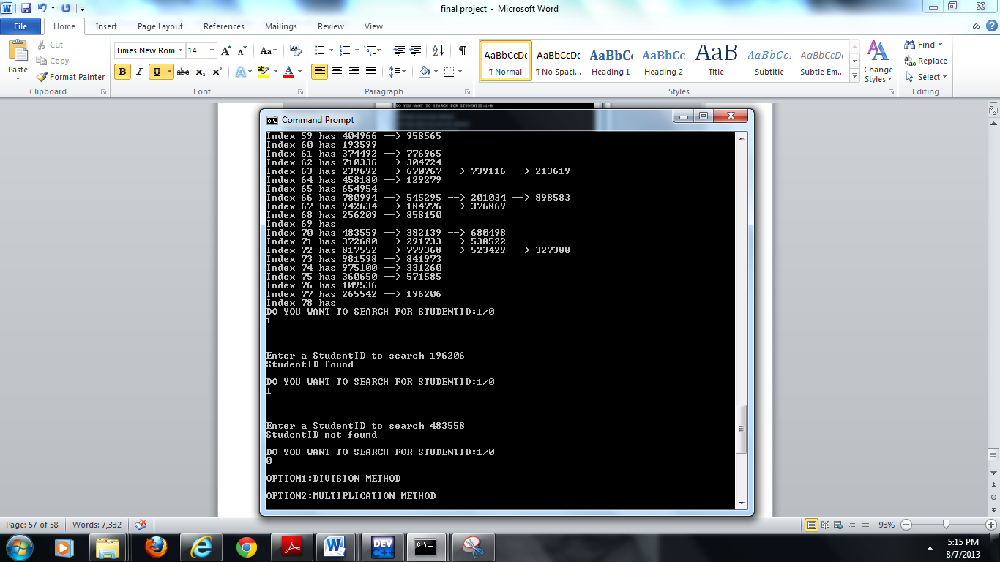 final project - Microsoft Word
File Home Insert Page Layout References Mailings Review View
Paste
Cut
Copy
Format Painter
Clipboard
Times New Rom 14
Font
Paragraph
AaBbCcDc AaBbCcDc AaBbC AaBbCc AaB AaBbCc. AaBbCcDc
¶ Normal ¶ No Spaci... Heading 1 Heading 2 Title Subtitle Subtle Em...
Change Styles
Styles
Find
Replace
Select
Editing
DO YOU WANT TO SEARCH FOR STUDENTID:1/0
Command Prompt
Index 59 has 404966 --> 958565
Index 60 has 193599
Index 61 has 374492 --> 776965
Index 62 has 710336 --> 304724
Index 63 has 239692 --> 670767 --> 739116 --> 213619
Index 64 has 458180 --> 129279
Index 65 has 654954
Index 66 has 780994 --> 545295 --> 201034 --> 898583
Index 67 has 942634 --> 184776 --> 376869
Index 68 has 256209 --> 858150
Index 69 has
Index 70 has 483559 --> 382139 --> 680498
Index 71 has 372680 --> 291733 --> 538522
Index 72 has 817552 --> 779368 --> 523429 --> 327388
Index 73 has 981598 --> 841973
Index 74 has 975100 --> 331260
Index 75 has 360650 --> 571585
Index 76 has 109536
Index 77 has 265542 --> 196206
Index 78 has
DO YOU WANT TO SEARCH FOR STUDENTID:1/0
1
Enter a StudentID to search 196206
StudentID found
DO YOU WANT TO SEARCH FOR STUDENTID:1/0
1
Enter a StudentID to search 483558
StudentID not found
DO YOU WANT TO SEARCH FOR STUDENTID:1/0
0
OPTION1:DIVISION METHOD
OPTION2:MULTIPLICATION METHOD
Page: 57 of 58 Words: 7,332 93%
DEV C++
5:15 PM
8/7/2013